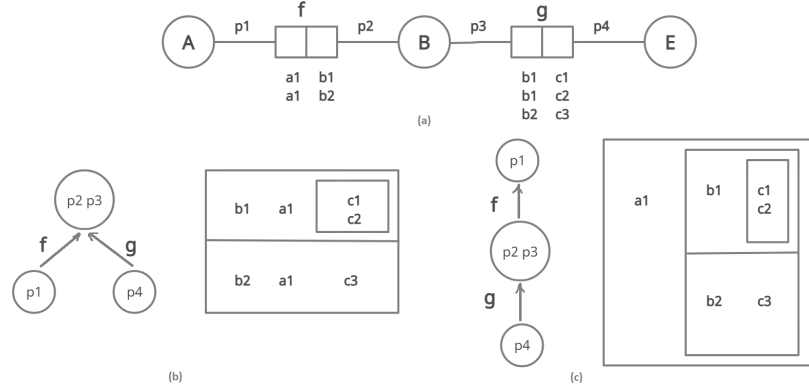 f
g
p1
p2
p3
p4
A
B
E
a1 b1
a1 b2
b1 c1
b1 c2
b2 c3
(a)
p2 p3
f
g
p1
p4
b1 a1 c1
c2
b2 a1 c3
(b)
p1
f
p2 p3
g
p4
a1
b1
c1
c2
b2 c3
(c)